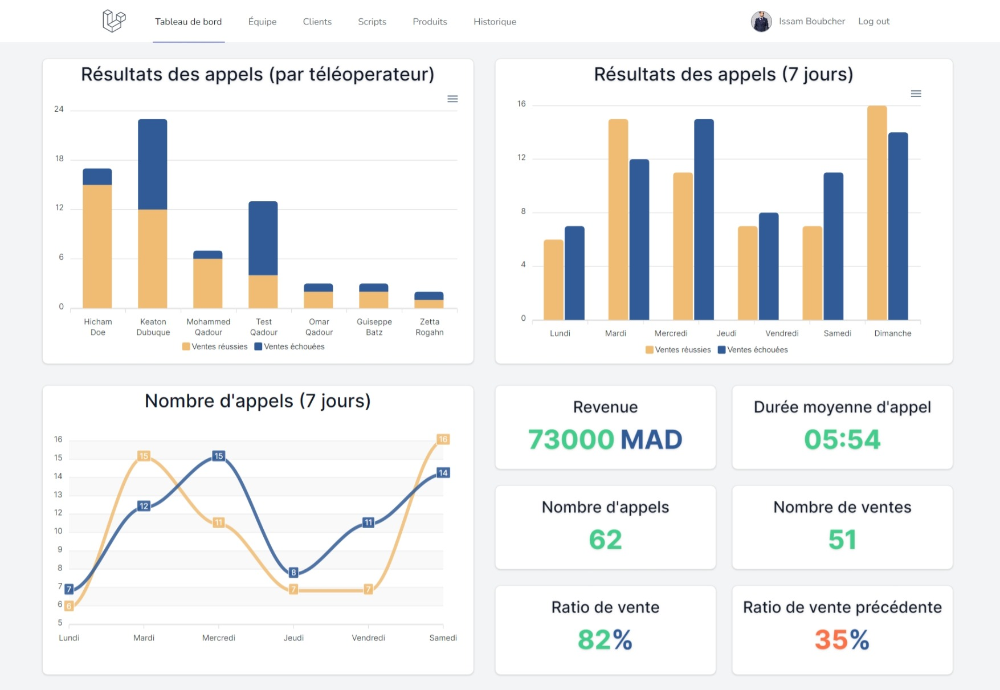 Tableau de bord
Équipe
Clients
Scripts
Produits
Historique
Issam Boubcher
Log out
Résultats des appels (par téléoperateur)
24
18
12
6
0
Hicham Doe
Keaton Dubuque
Mohammed Qadour
Test Qadour
Omar Qadour
Guiseppe Batz
Zetta Rogahn
Ventes réussies
Ventes échouées
Résultats des appels (7 jours)
16
12
8
4
0
Lundi
Mardi
Mercredi
Jeudi
Vendredi
Samedi
Dimanche
Ventes réussies
Ventes échouées
Nombre d'appels (7 jours)
16
15
14
13
12
10
9
8
7
6
5
7
6
15
12
15
11
8
7
11
7
16
14
Lundi
Mardi
Mercredi
Jeudi
Vendredi
Samedi
Revenue
73000 MAD
Durée moyenne d'appel
05:54
Nombre d'appels
62
Nombre de ventes
51
Ratio de vente
82%
Ratio de vente précédente
35%